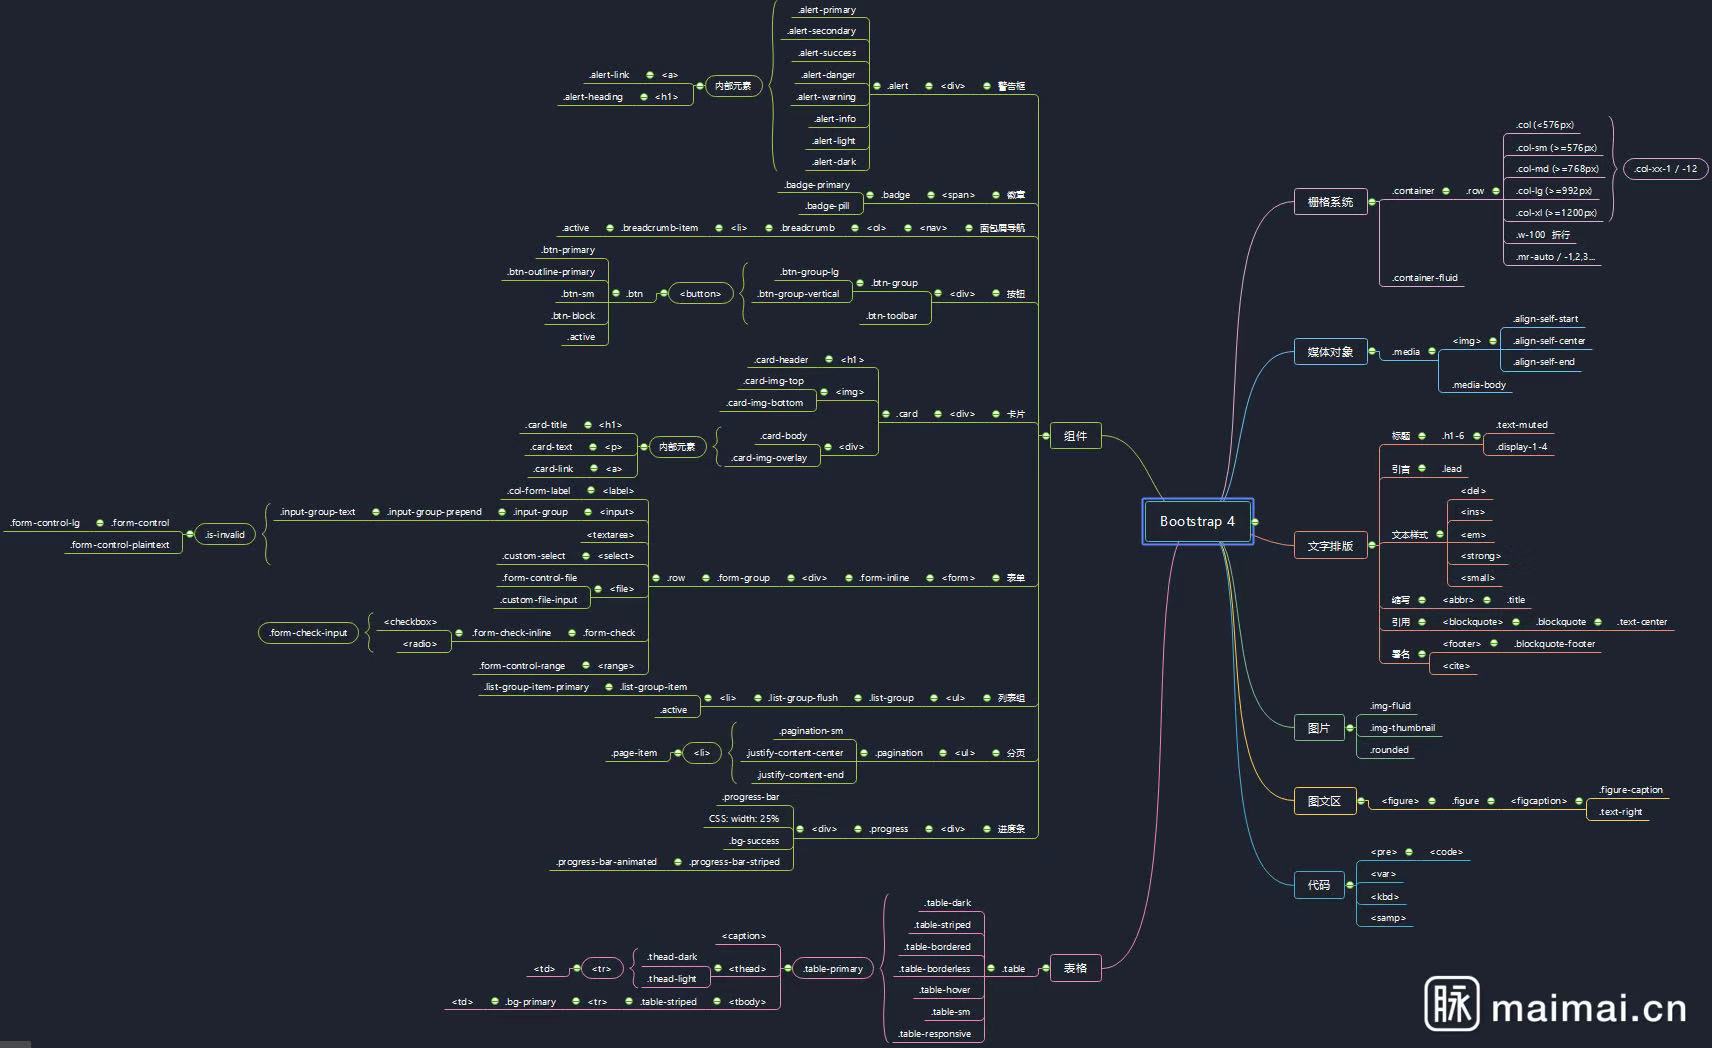 Bootstrap 4
组件
警告框
<div>
.alert
.alert-primary
.alert-secondary
.alert-success
.alert-danger
.alert-warning
.alert-info
.alert-light
.alert-dark
内部元素
<a>
.alert-link
<h1>
.alert-heading
徽章
<span>
.badge
.badge-primary
.badge-pill
面包屑导航
<nav>
<ol>
.breadcrumb
<li>
.breadcrumb-item
.active
按钮
<div>
.btn-group
.btn-group-lg
.btn-group-vertical
.btn-toolbar
<button>
.btn
.btn-primary
.btn-outline-primary
.btn-sm
.btn-block
.active
卡片
<div>
.card
<h1>
.card-header
<img>
.card-img-top
.card-img-bottom
<div>
.card-body
.card-img-overlay
内部元素
<h1>
.card-title
<p>
.card-text
<a>
.card-link
表单
<form>
.form-inline
<div>
.form-group
.row
<label>
.col-form-label
<input>
.input-group
.input-group-prepend
.input-group-text
<textarea>
<select>
.custom-select
<file>
.form-control-file
.custom-file-input
.is-invalid
.form-control
.form-control-lg
.form-control-plaintext
.form-check
.form-check-inline
<checkbox>
<radio>
.form-check-input
<range>
.form-control-range
列表组
<ul>
.list-group
.list-group-flush
<li>
.list-group-item
.list-group-item-primary
.active
分页
<ul>
.pagination
.pagination-sm
.justify-content-center
.justify-content-end
<li>
.page-item
进度条
<div>
.progress
<div>
.progress-bar
CSS: width: 25%
.bg-success
.progress-bar-striped
.progress-bar-animated
表格
.table
.table-dark
.table-striped
.table-bordered
.table-borderless
.table-hover
.table-sm
.table-responsive
.table-primary
<caption>
<thead>
.thead-dark
.thead-light
<tr>
<td>
<tbody>
.table-striped
<tr>
.bg-primary
<td>
栅格系统
.container
.row
.col (<576px)
.col-sm (>=576px)
.col-md (>=768px)
.col-lg (>=992px)
.col-xl (>=1200px)
.col-xx-1 / -12
.w-100 折行
.mr-auto / -1,2,3...
.container-fluid
媒体对象
.media
<img>
.align-self-start
.align-self-center
.align-self-end
.media-body
文字排版
标题
.h1-6
.text-muted
.display-1-4
引言
.lead
文本样式
<del>
<ins>
<em>
<strong>
<small>
缩写
<abbr>
.title
引用
<blockquote>
.blockquote
.text-center
署名
<footer>
.blockquote-footer
<cite>
图片
.img-fluid
.img-thumbnail
.rounded
图文区
<figure>
.figure
<figcaption>
.figure-caption
.text-right
代码
<pre>
<code>
<var>
<kbd>
<samp>
脉 maimai.cn